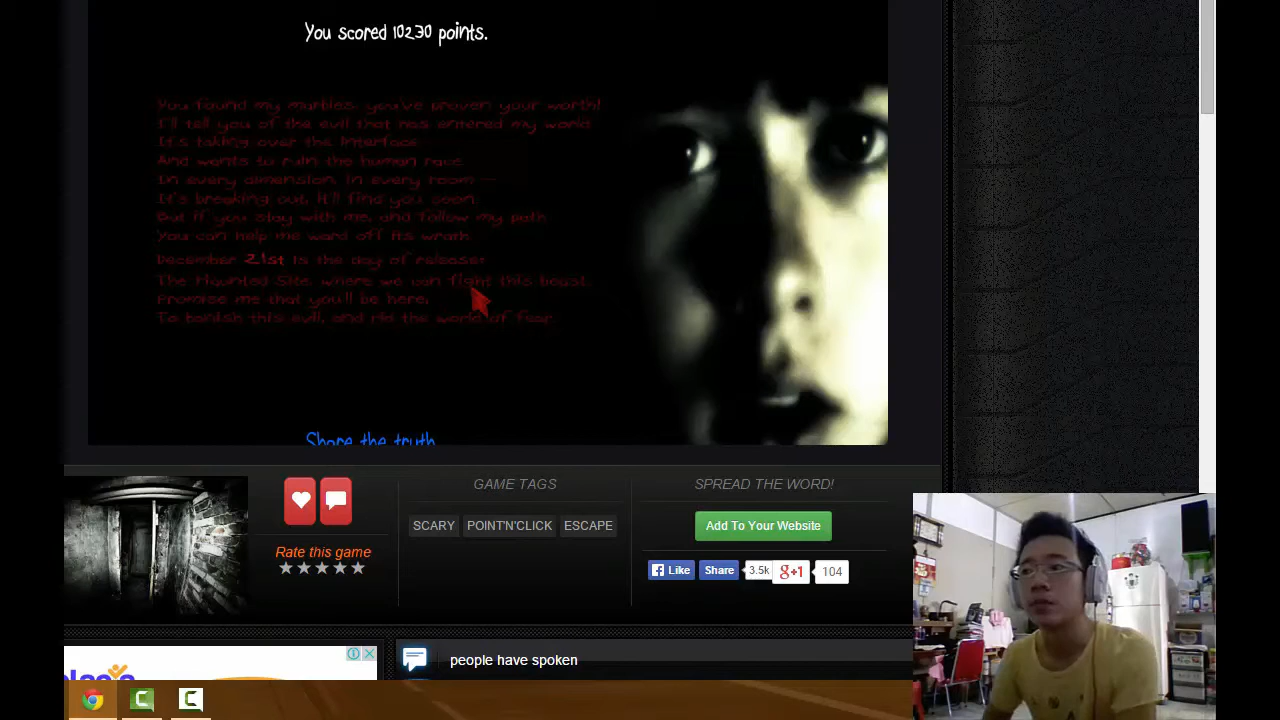 You scored 10230 points.
You found my marbles, you've proven your worth!
I'll tell you of the evil that has entered my world
It's taking over the Interface
And wants to ruin the human race
In every dimension, in every room —
It's breaking out, it'll find you soon.
But if you stay with me, and follow my path
You can help me ward off its wrath
December 21st is the day of release:
The Haunted Site, where we can fight this beast.
Promise me that you'll be here,
To banish this evil, and rid the world of fear.
Share the truth
GAME TAGS
SPREAD THE WORD!
SCARY POINT'N'CLICK ESCAPE
Add To Your Website
Rate this game
Like Share 3.5k g+1 104
people have spoken